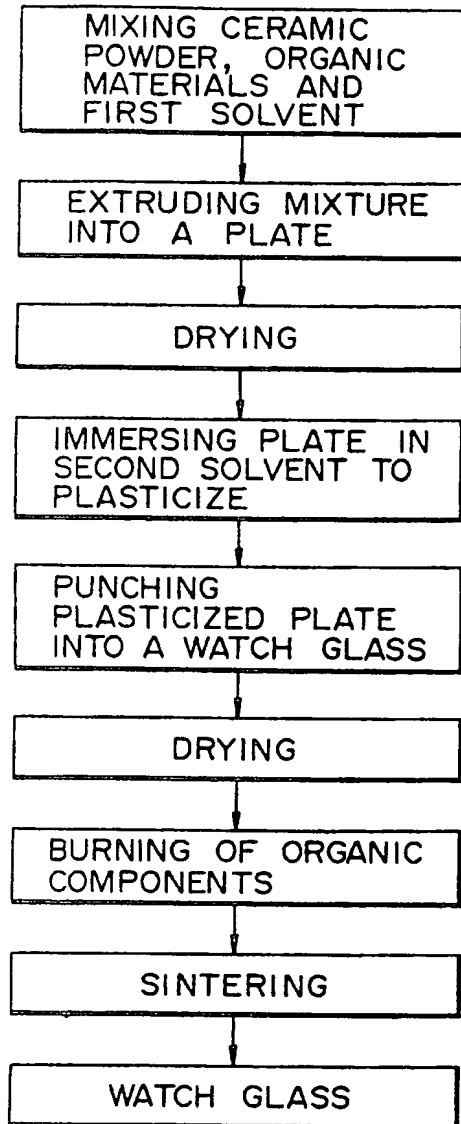 MIXING CERAMIC
POWDER, ORGANIC
MATERIALS AND
FIRST SOLVENT
EXTRUDING MIXTURE
INTO A PLATE
DRYING
IMMERSING PLATE IN
SECOND SOLVENT TO
PLASTICIZE
PUNCHING
PLASTICIZED PLATE
INTO A WATCH GLASS
DRYING
BURNING OF ORGANIC
COMPONENTS
SINTERING
WATCH GLASS